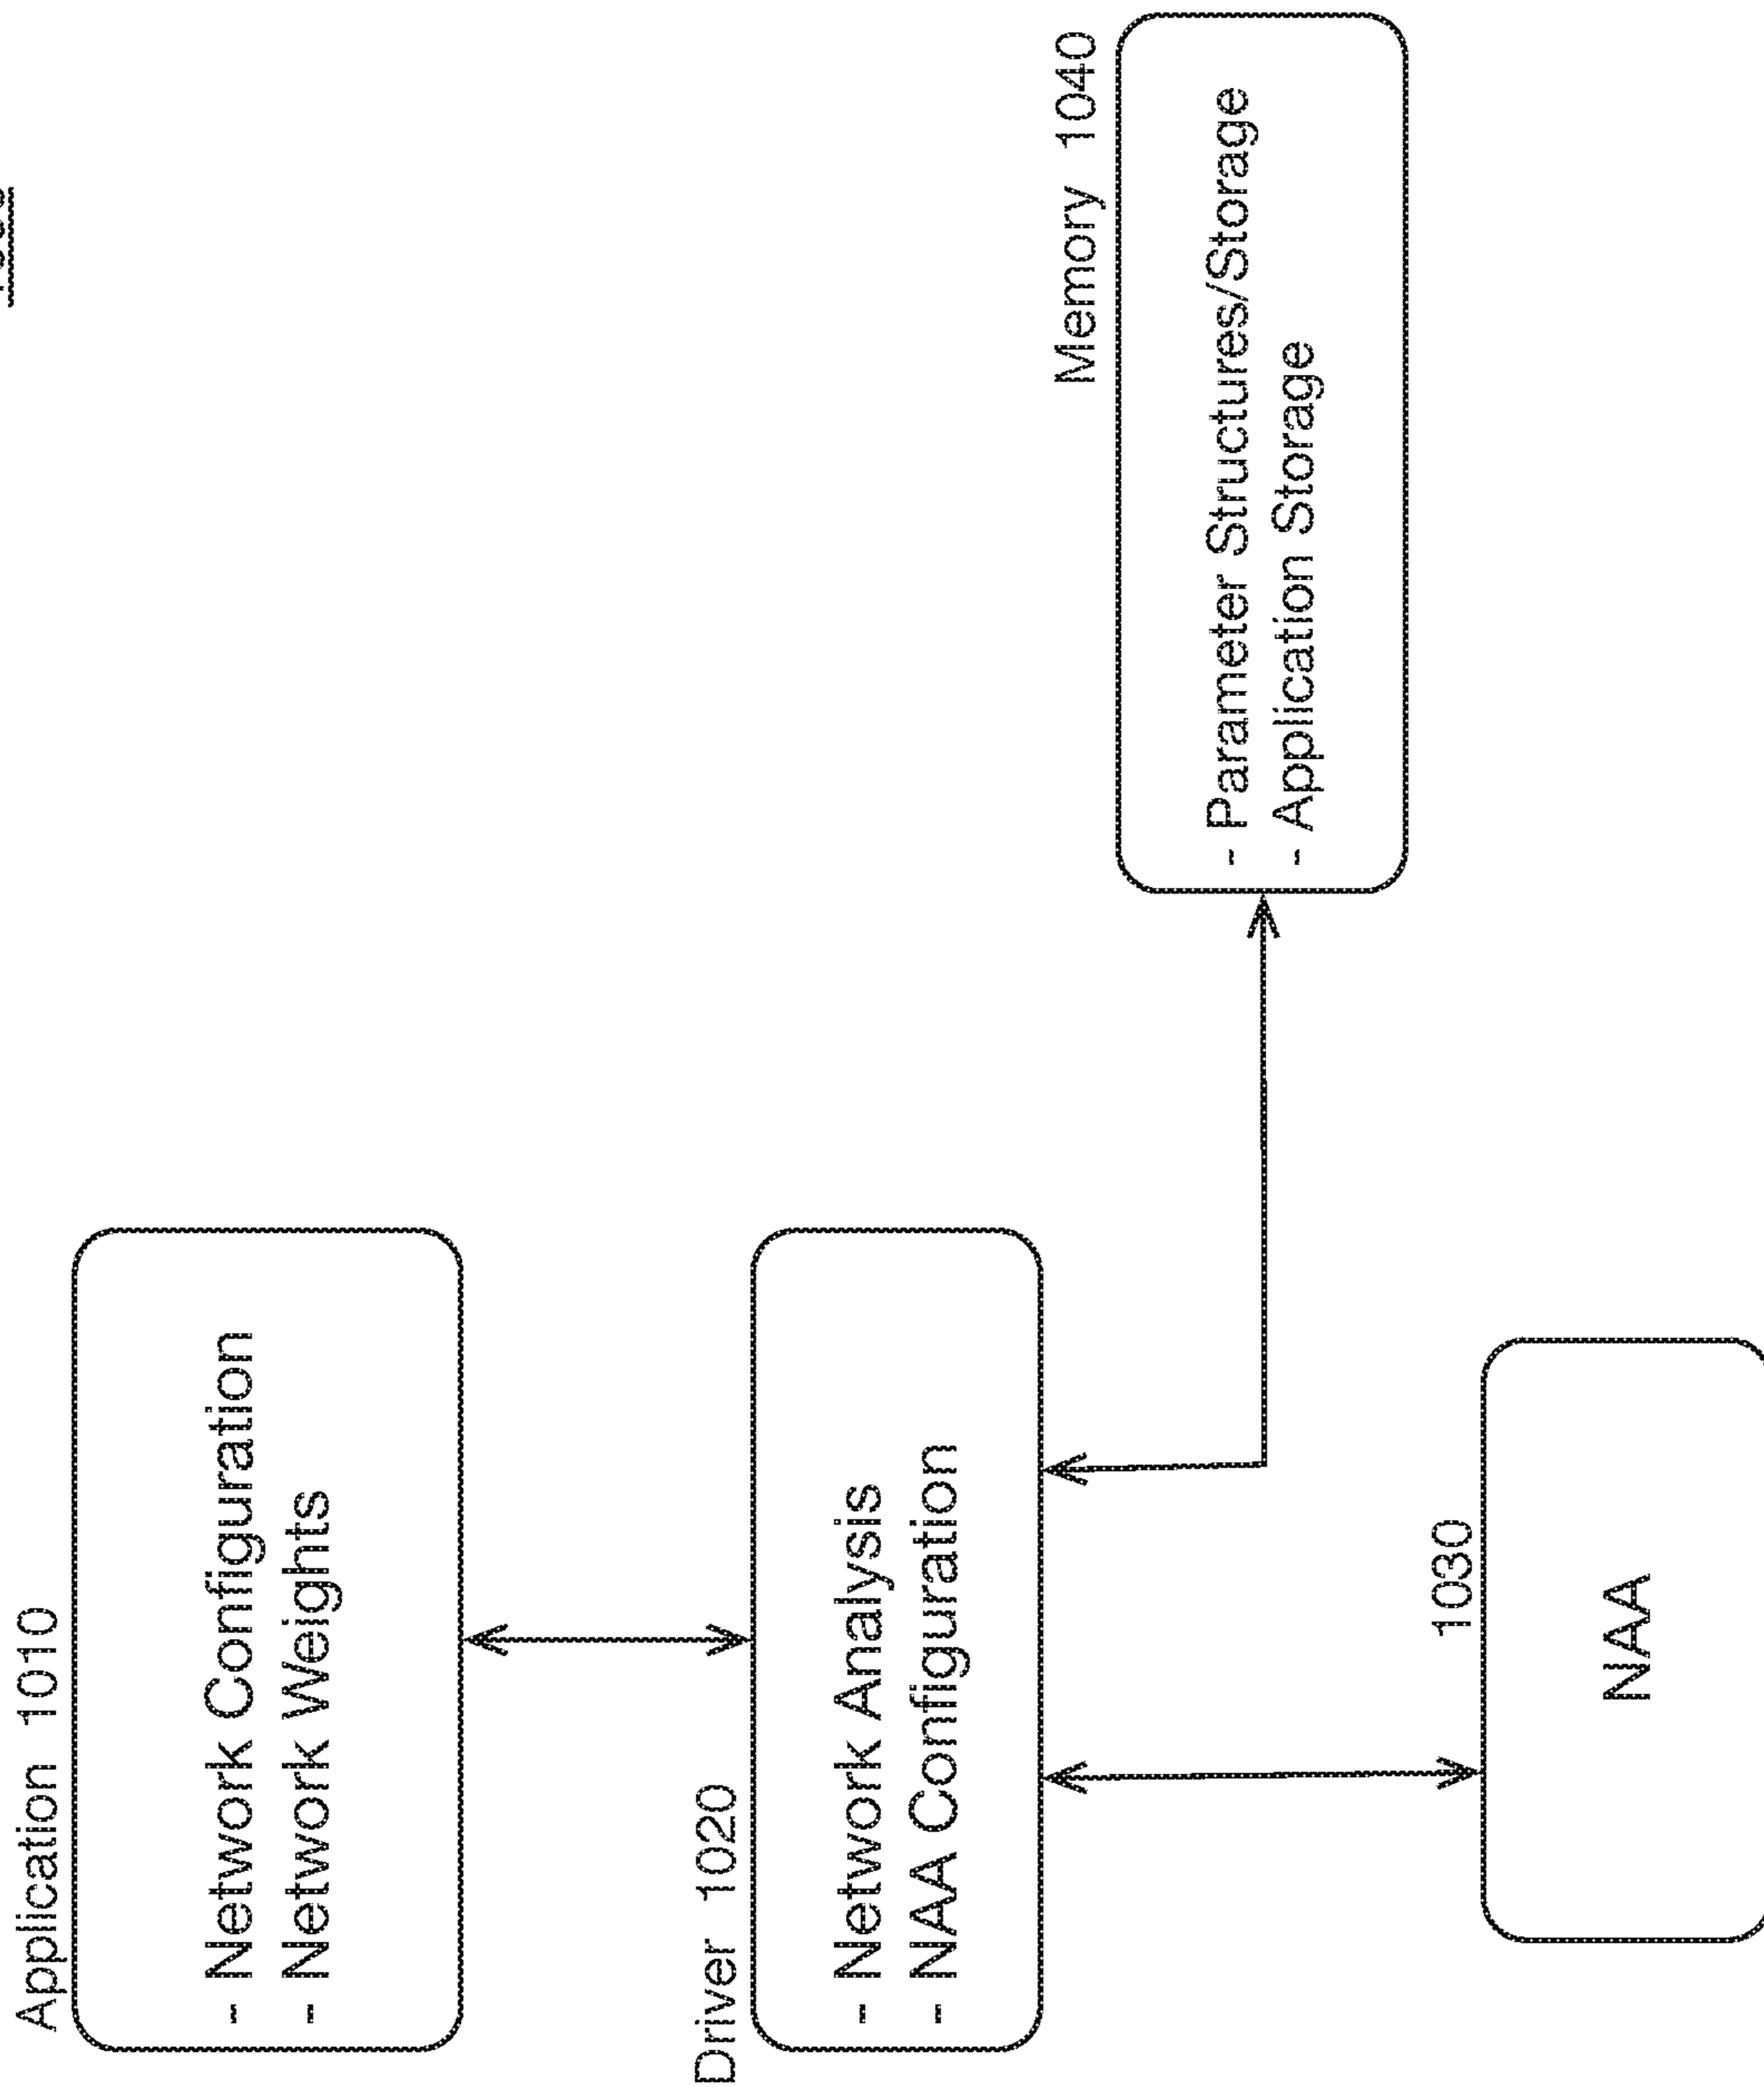 Application 1010
- Network Configuration
- Network Weights
Driver 1020
- Network Analysis
- NAA Configuration
1030
NAA
Memory 1040
- Parameter Structures/Storage
- Application Storage